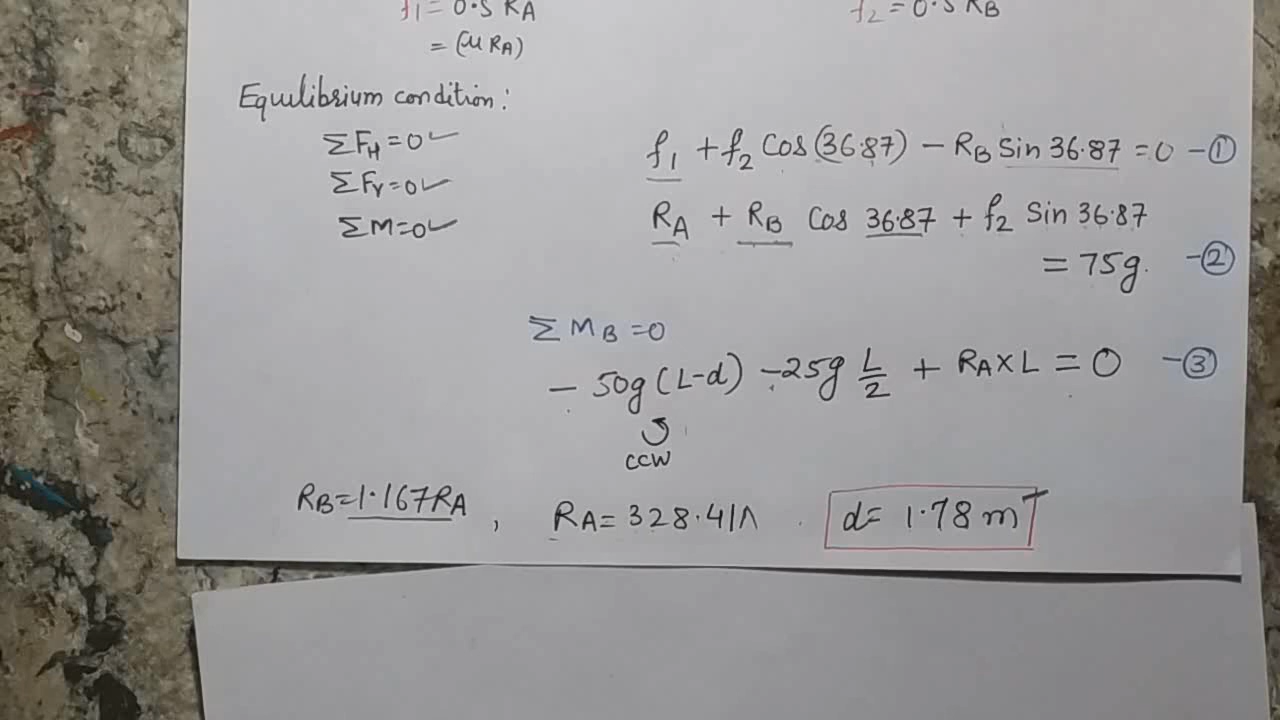 f₁ = 0.5 RA
f₂ = 0.5 RB
= (μ RA)
Equilibrium condition:
ΣFH=0✓
f₁ + f₂ Cos(36.87) − RB Sin 36.87 = 0 −①
ΣFY=0✓
RA + RB Cos 36.87 + f₂ Sin 36.87
ΣM=0✓
= 75g. −②
ΣMB=0
− 50g (L-d) −25g L/2 + RA×L = 0 −③
CCW
RB=1.167RA , RA=328.41N . d= 1.78 m